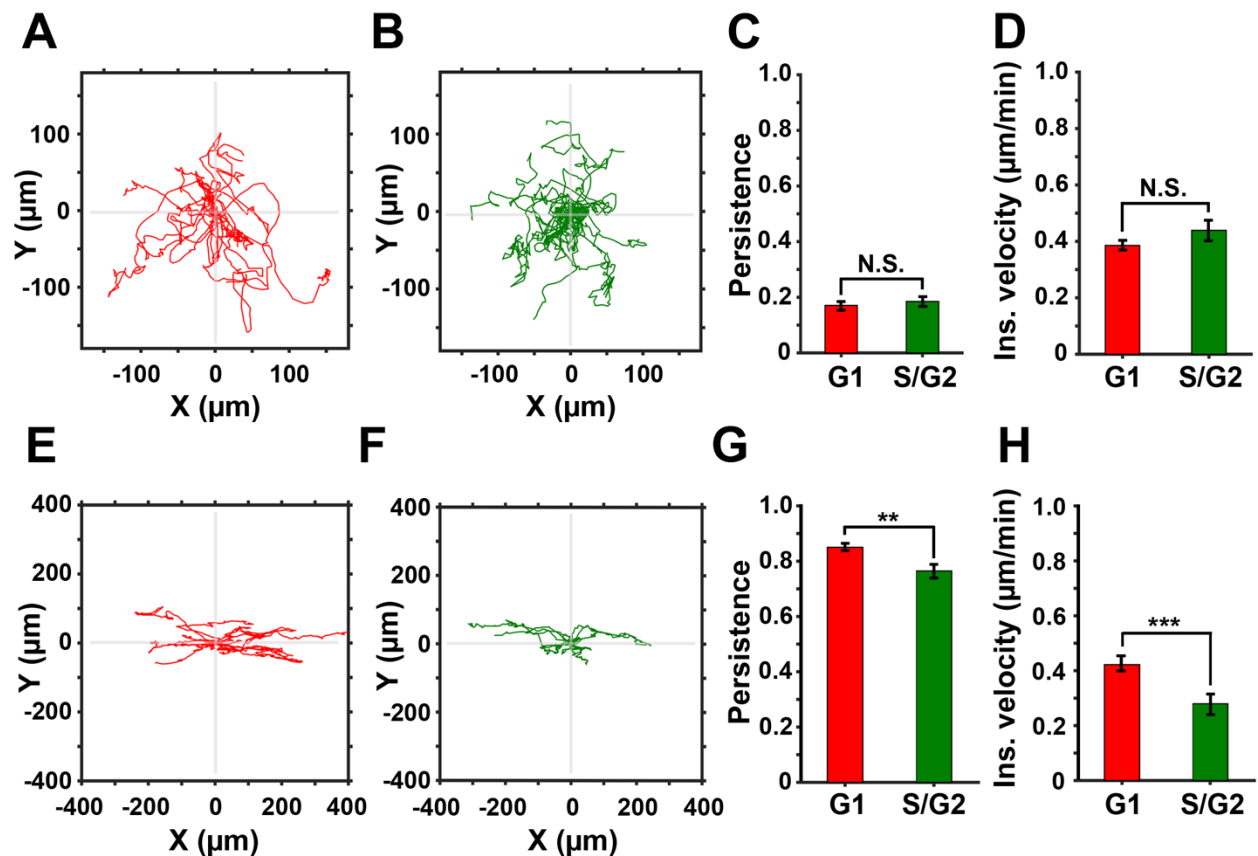 A
B
C
D
Y (µm)
100
0
-100
-100
0
100
X (µm)
Y (µm)
100
0
-100
-100
0
100
X (µm)
Persistence
1.0
0.8
0.6
0.4
0.2
0
N.S.
G1
S/G2
Ins. velocity (µm/min)
1.0
0.8
0.6
0.4
0.2
0
N.S.
G1
S/G2
E
F
G
H
Y (µm)
400
200
0
-200
-400
-400
-200
0
200
400
X (µm)
Y (µm)
400
200
0
-200
-400
-400
-200
0
200
400
X (µm)
Persistence
1.0
0.8
0.6
0.4
0.2
0
**
G1
S/G2
Ins. velocity (µm/min)
1.0
0.8
0.6
0.4
0.2
0
***
G1
S/G2